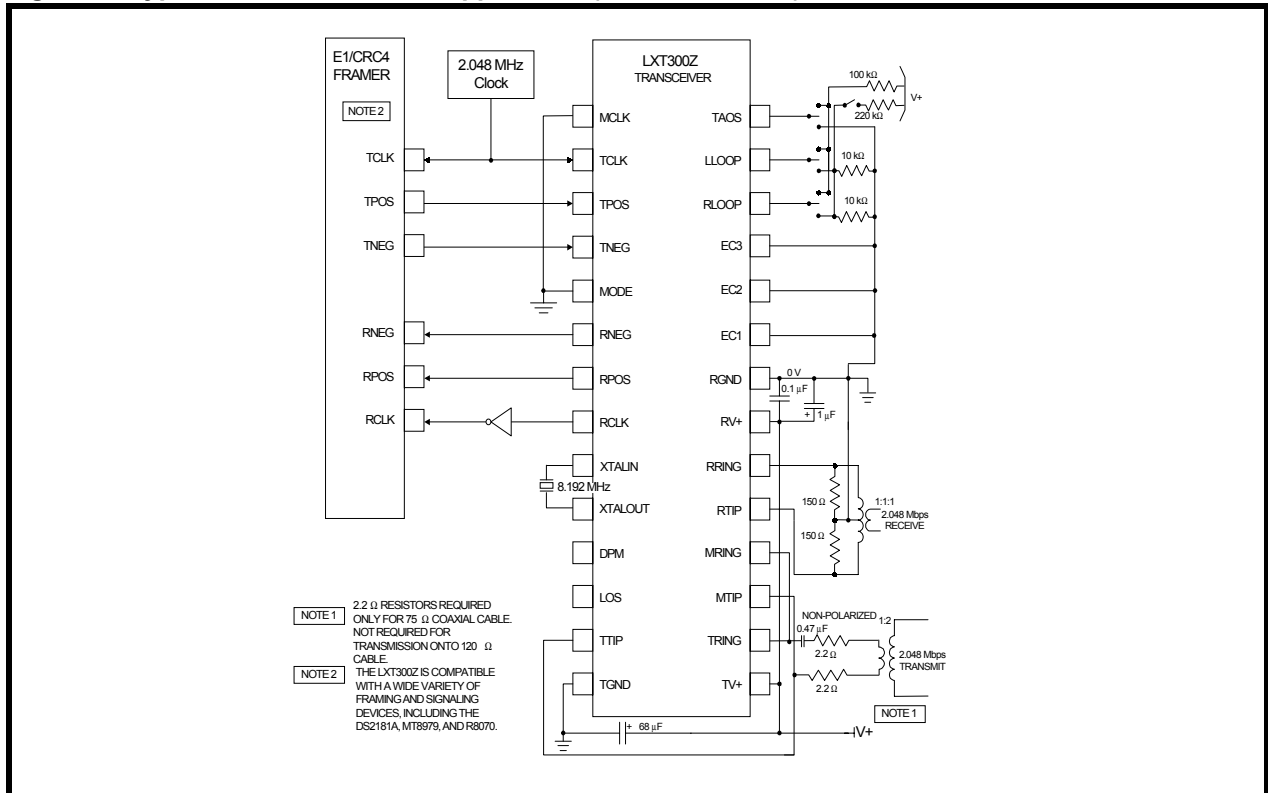 E1/CRC4
FRAMER
NOTE 2
TCLK
TPOS
TNEG
RNEG
RPOS
RCLK
2.048 MHz
Clock
LXT300Z
TRANSCEIVER
MCLK
TCLK
TPOS
TNEG
MODE
RNEG
RPOS
RCLK
XTALIN
8.192 MHz
XTALOUT
DPM
LOS
TTIP
TGND
TAOS
LLOOP
RLOOP
EC3
EC2
EC1
RGND
RV+
RRING
RTIP
MRING
MTIP
TRING
TV+
100 kΩ
V+
220 kΩ
10 kΩ
10 kΩ
0 V
0.1 µF
+ 1 µF
150 Ω
1:1:1
2.048 Mbps
RECEIVE
150 Ω
NON-POLARIZED
1:2
0.47 µF
2.2 Ω
2.048 Mbps
TRANSMIT
2.2 Ω
NOTE 1
+ 68 µF
V+
NOTE 1
2.2 Ω RESISTORS REQUIRED
ONLY FOR 75 Ω COAXIAL CABLE.
NOT REQUIRED FOR
TRANSMISSION ONTO 120 Ω
CABLE.
NOTE 2
THE LXT300Z IS COMPATIBLE
WITH A WIDE VARIETY OF
FRAMING AND SIGNALING
DEVICES, INCLUDING THE
DS2181A, MT8979, AND R8070.